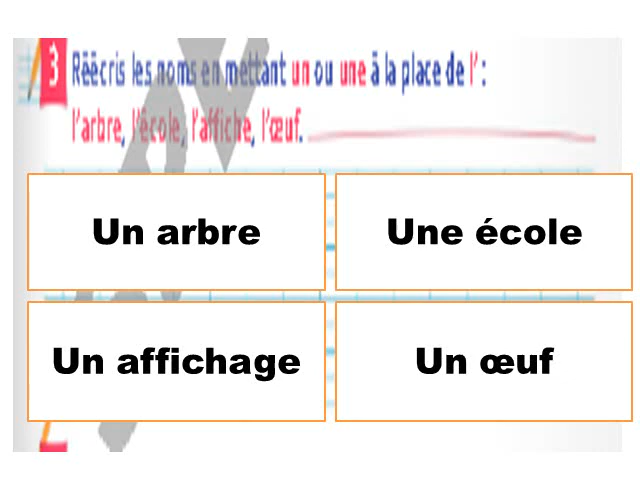 3 Réécris les noms en mettant un ou une à la place de l' :
l'arbre, l'école, l'affiche, l'œuf.
Un arbre
Une école
Un affichage
Un œuf